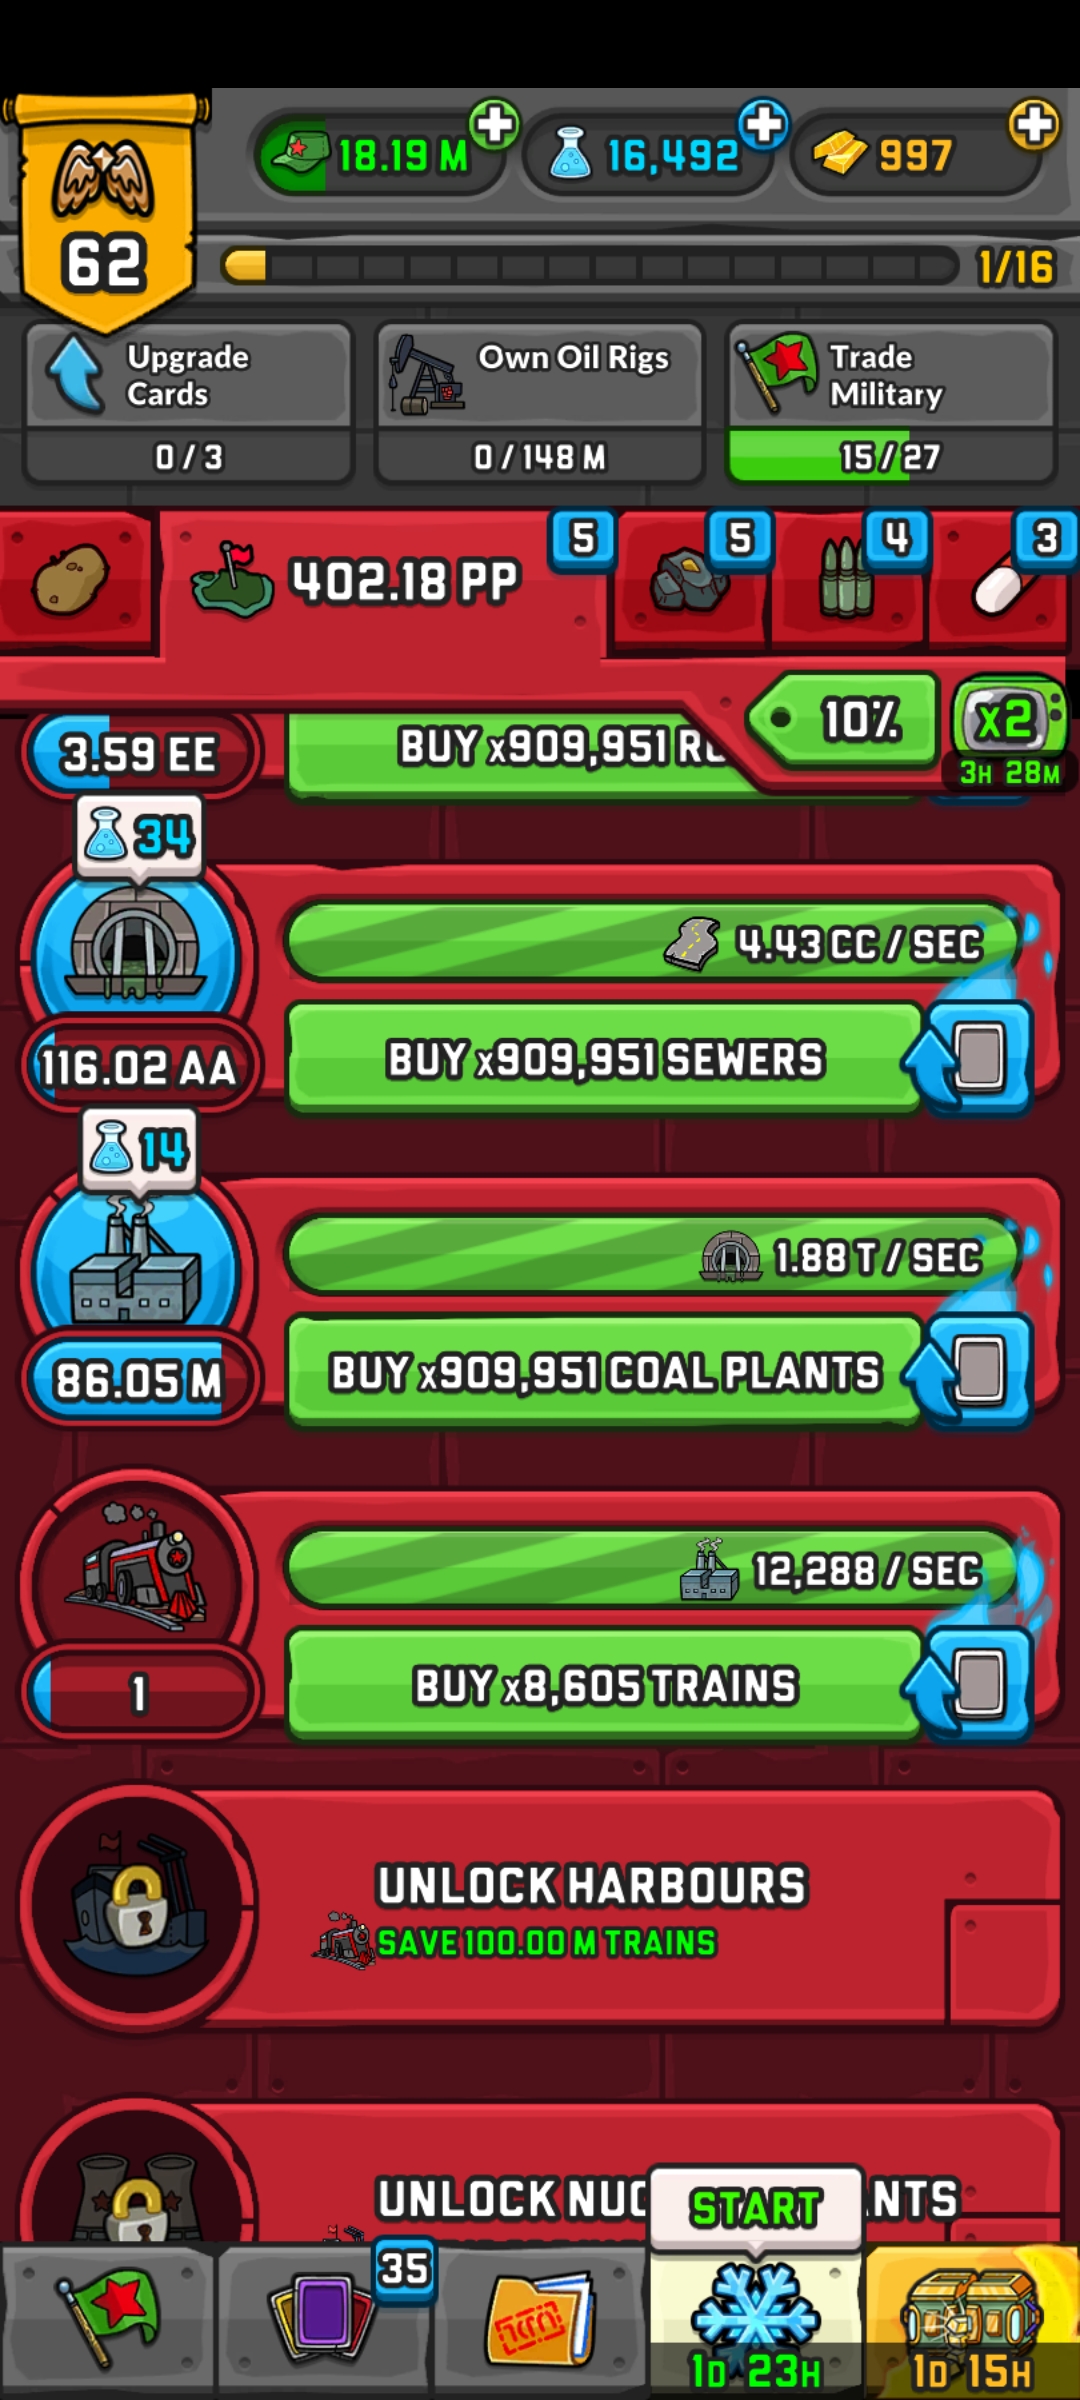 18.19 M
16,492
997
62
1/16
Upgrade
Cards
0 / 3
Own Oil Rigs
0 / 148 M
Trade
Military
15 / 27
402.18 PP
5
5
4
3
10%
x2
3H 28M
3.59 EE
BUY x909,951
34
4.43 CC / SEC
116.02 AA
BUY x909,951 SEWERS
14
1.88 T / SEC
86.05 M
BUY x909,951 COAL PLANTS
12,288 / SEC
1
BUY x8,605 TRAINS
UNLOCK HARBOURS
SAVE 100.00 M TRAINS
UNLOCK
START
35
1D 23H
1D 15H